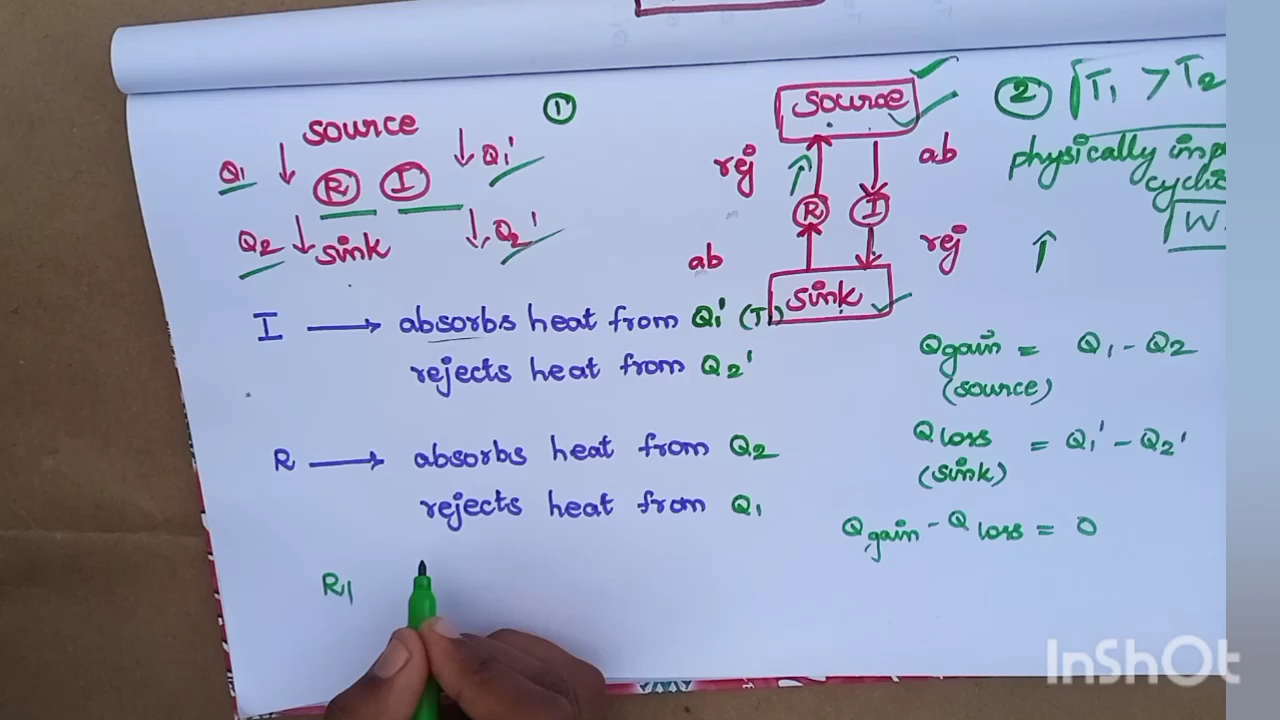 ①
source
Q₁ ↓ ↓ Q₁'
R I
Q₂ ↓ sink ↓ Q₂'
source
rej ab
R I
ab rej
sink
② T₁ > T₂
physically
W
I → absorbs heat from Q₁' (T₁)
rejects heat from Q₂'
R → absorbs heat from Q₂
rejects heat from Q₁
Qgain = Q₁ - Q₂
(source)
Qloss = Q₁' - Q₂'
(sink)
Qgain - Qloss = 0
R₁
InShOt